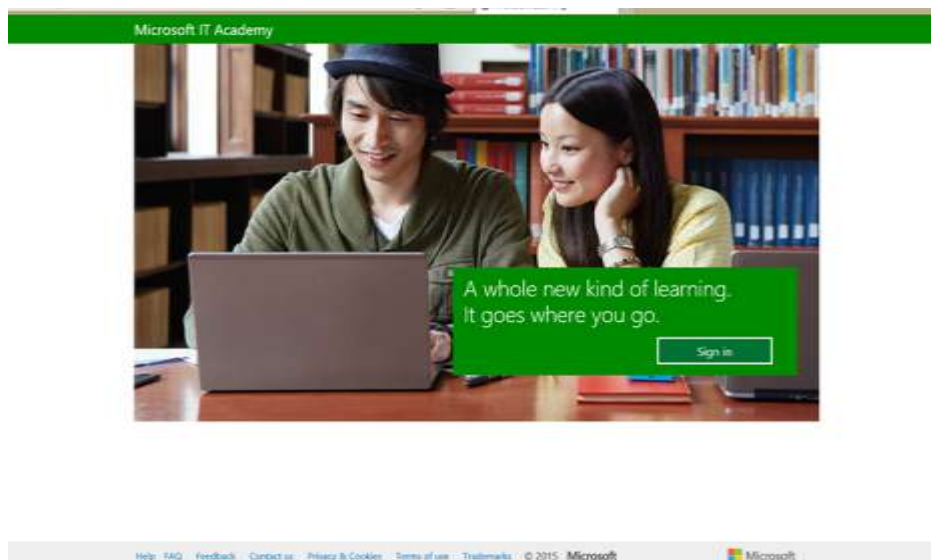 Microsoft IT Academy
A whole new kind of learning.
It goes where you go.
Sign in
Help FAQ Feedback Contact us Privacy & Cookies Terms of use Trademarks © 2015 Microsoft
Microsoft